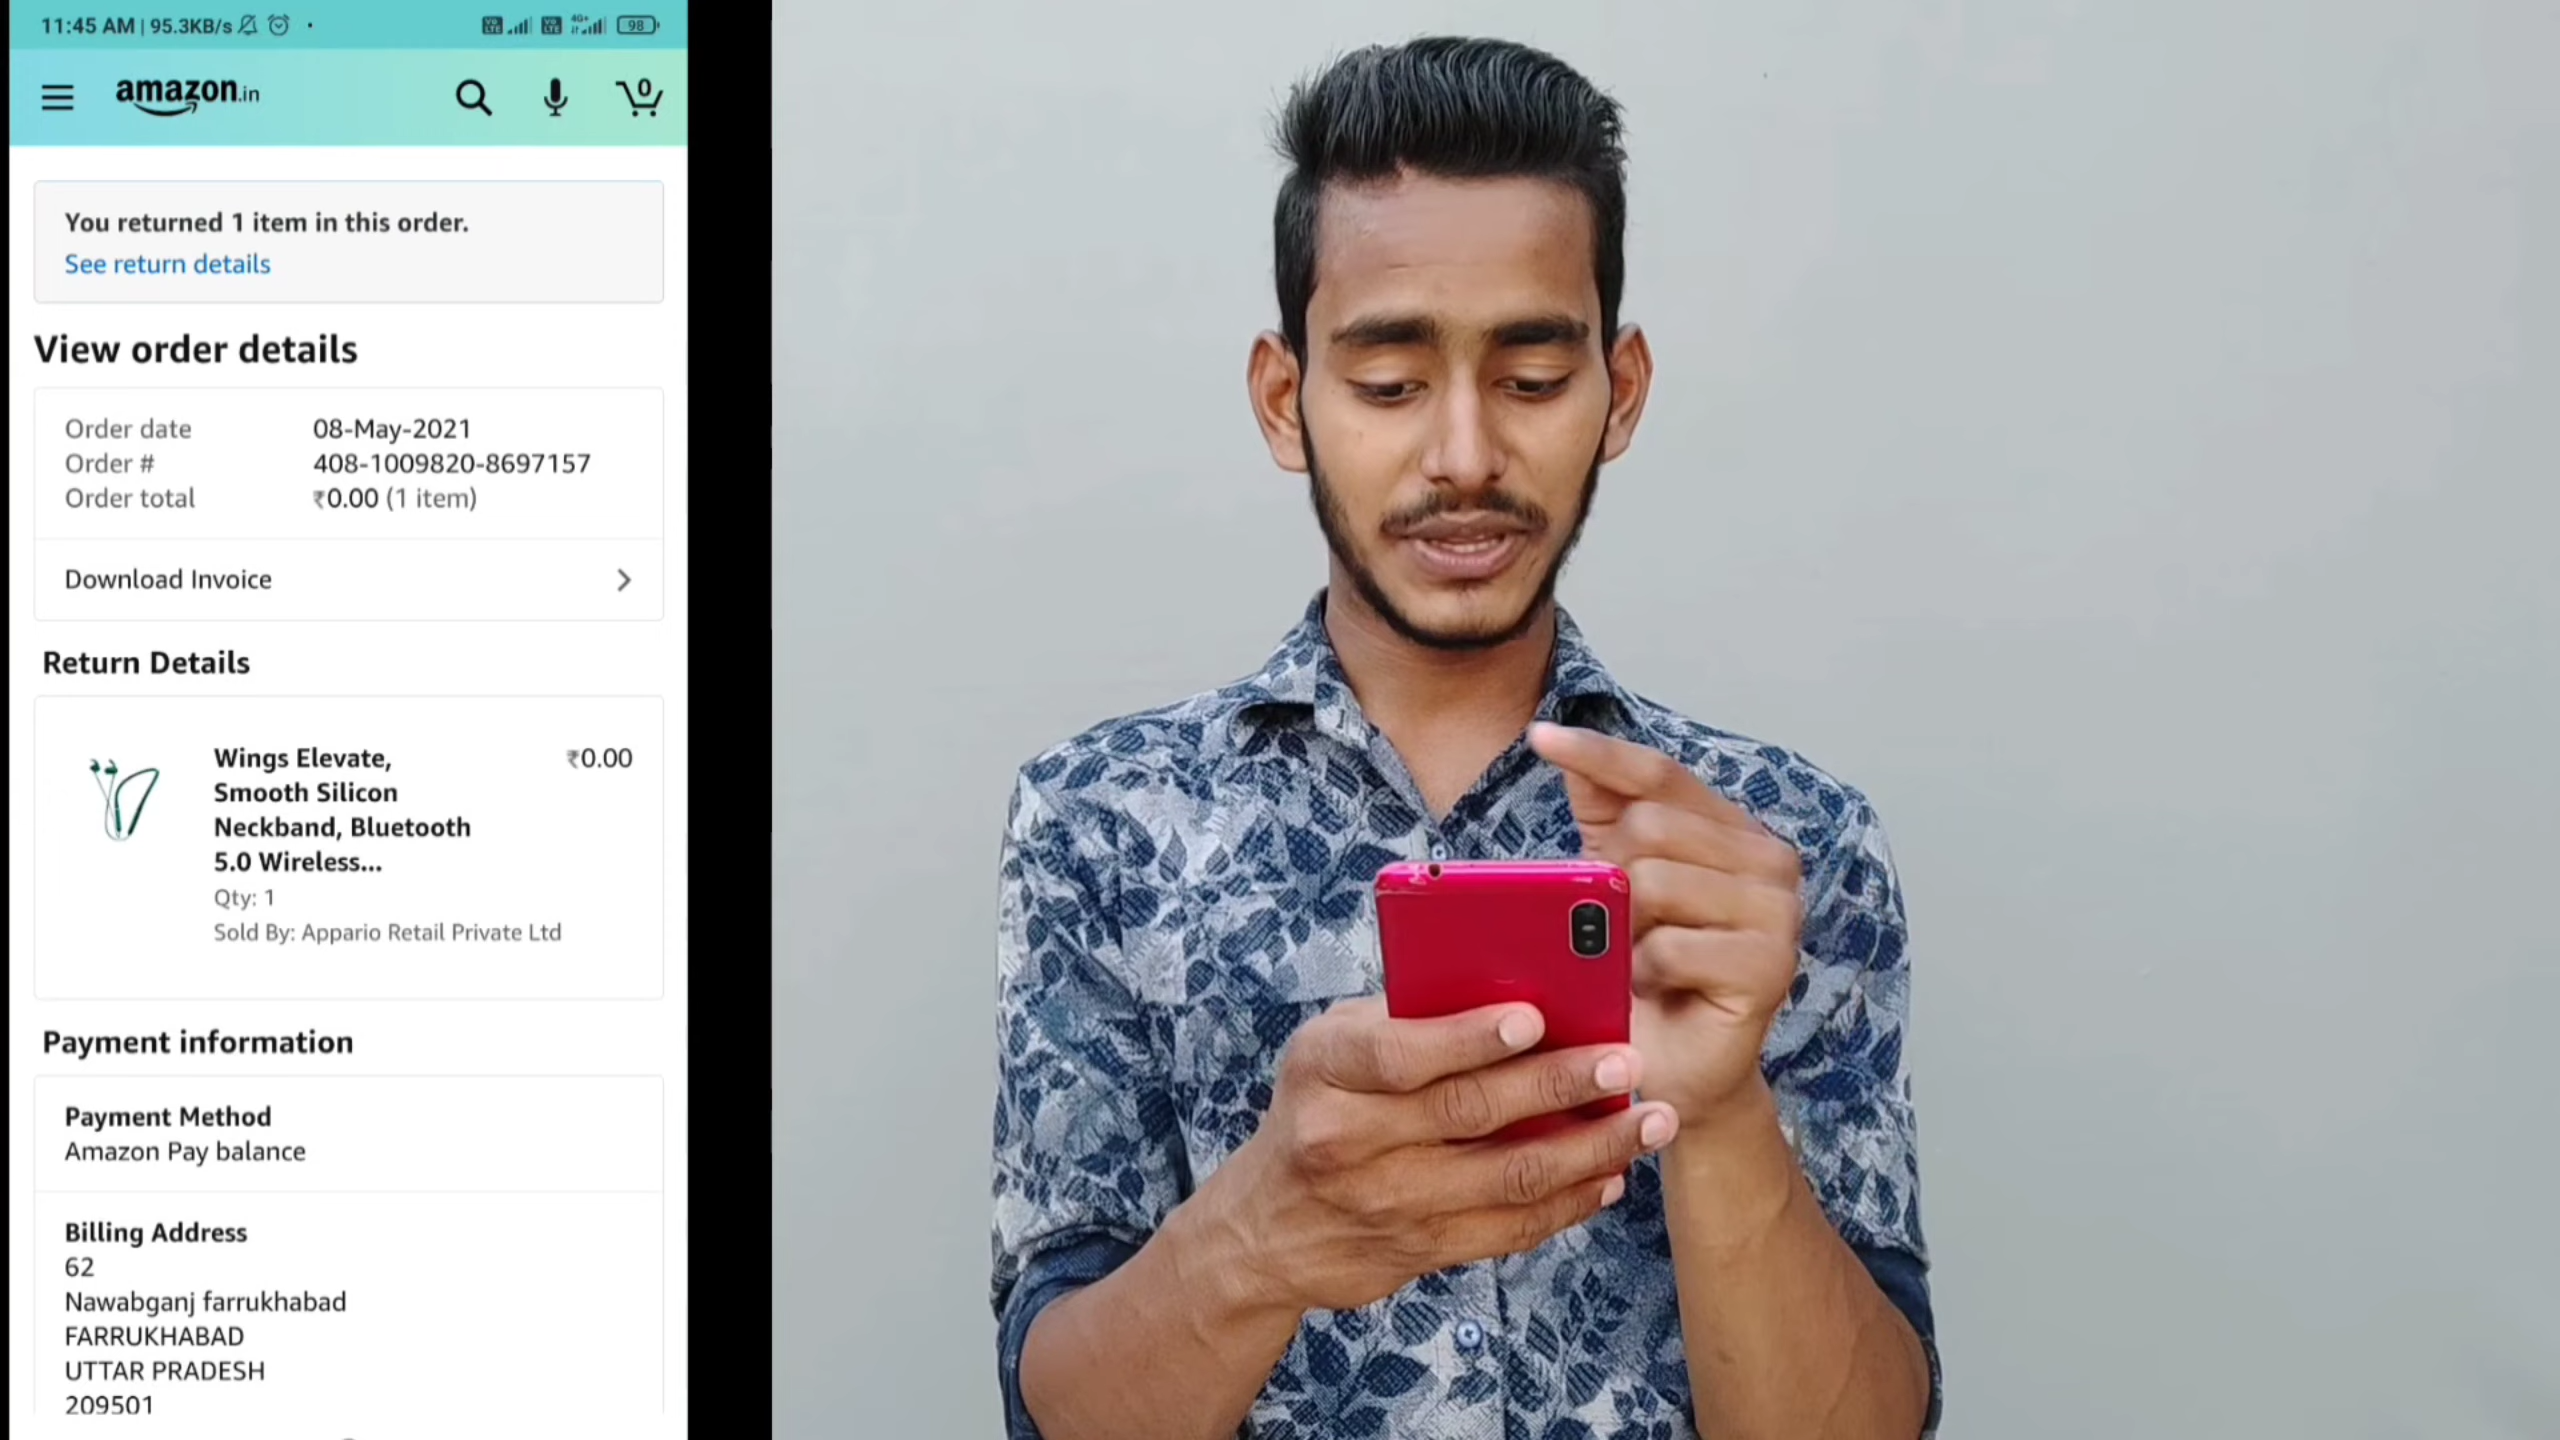 11:45 AM | 95.3KB/s
98
amazon.in
0
You returned 1 item in this order.
See return details
View order details
Order date 08-May-2021
Order # 408-1009820-8697157
Order total ₹0.00 (1 item)
Download Invoice
Return Details
Wings Elevate, ₹0.00
Smooth Silicon
Neckband, Bluetooth
5.0 Wireless...
Qty: 1
Sold By: Appario Retail Private Ltd
Payment information
Payment Method
Amazon Pay balance
Billing Address
62
Nawabganj farrukhabad
FARRUKHABAD
UTTAR PRADESH
209501